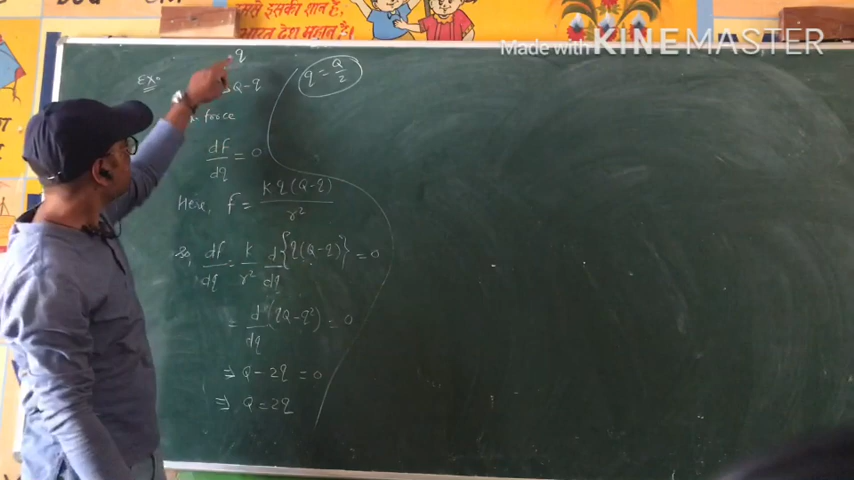 हमसे इसकी शान है,
भारत देश महान है।
Made with KINEMASTER
Exn
q
Q-q
force
df/dq = 0
Here, F = Kq(Q-q)/r²
So, df/dq = K/r² d/dq {q(Q-q)} = 0
= d/dq (qQ-q²) = 0
⇒ Q-2q = 0
⇒ Q = 2q
q = Q/2